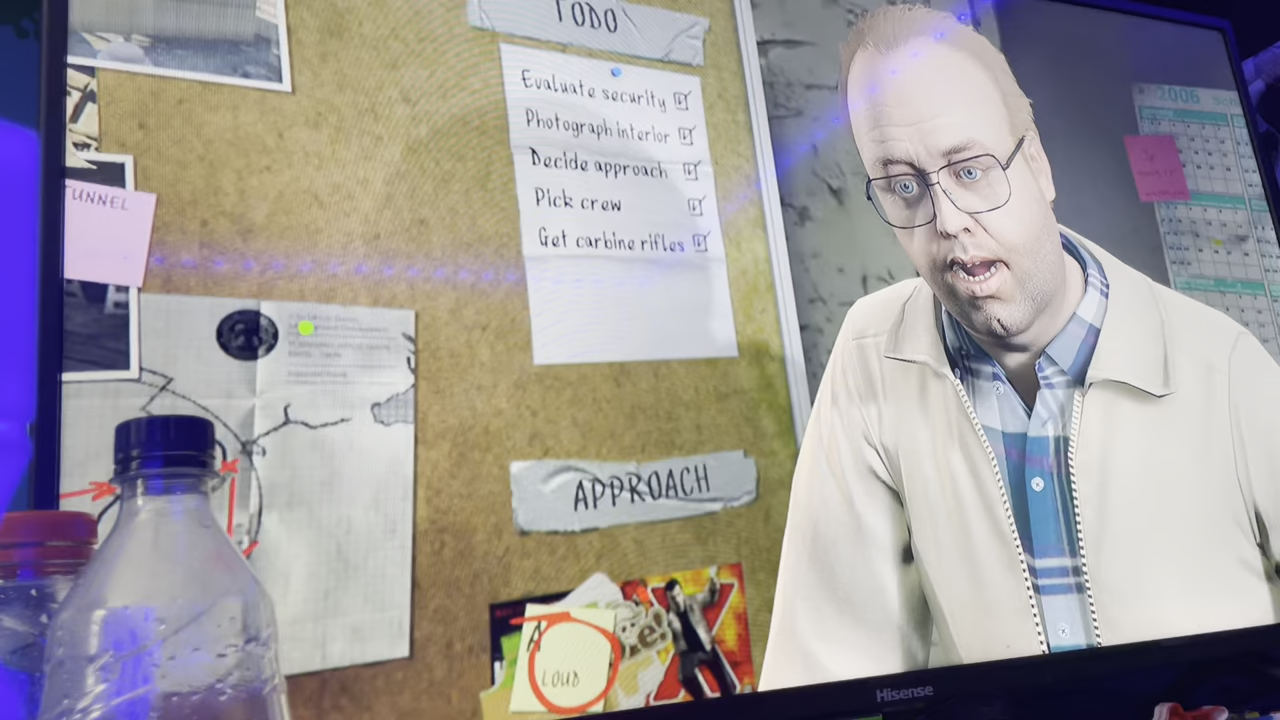 TODO
Evaluate security
Photograph interior
Decide approach
Pick crew
Get carbine rifles
TUNNEL
APPROACH
A
LOUD
2006
Hisense